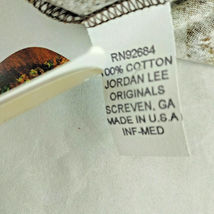 RN92684
100% COTTON
JORDAN LEE
ORIGINALS
SCREVEN, GA
MADE IN U.S.A
INF-MED